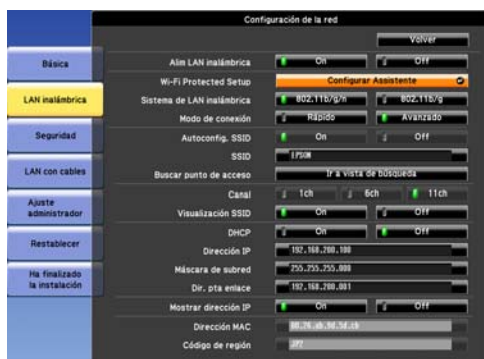 Configuración de la red
Volver
Básica
LAN inalámbrica
Seguridad
LAN con cables
Ajuste
administrador
Restablecer
Ha finalizado
la instalación
Alim LAN inalámbrica On Off
Wi-Fi Protected Setup Configurar Asistente
Sistema de LAN inalámbrica 802.11b/g/n 802.11b/g
Modo de conexión Rápido Avanzado
Autoconfig. SSID On Off
SSID EPSON
Buscar punto de acceso Ir a vista de búsqueda
Canal 1ch 6ch 11ch
Visualización SSID On Off
DHCP On Off
Dirección IP 192.168.200.100
Máscara de subred 255.255.255.000
Dir. pta enlace 192.168.200.001
Mostrar dirección IP On Off
Dirección MAC
Código de región